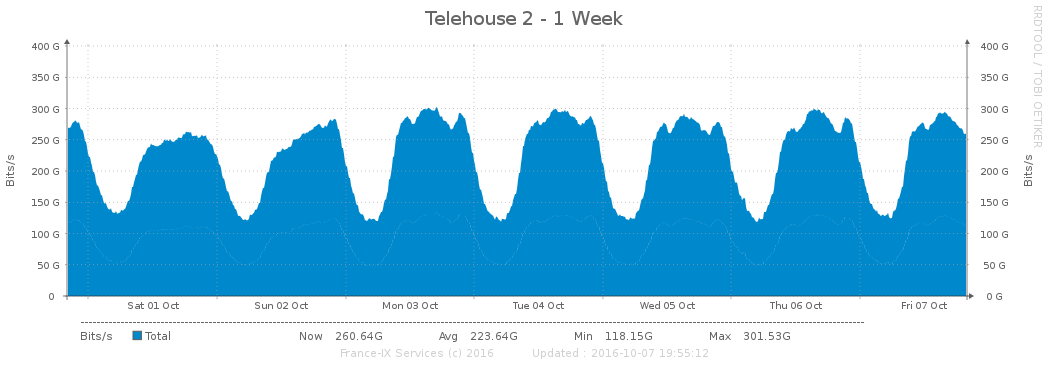 Telehouse 2 - 1 Week
RRDTOOL / TOBI OETIKER
400 G 400 G
350 G 350 G
300 G 300 G
250 G 250 G
200 G 200 G
150 G 150 G
100 G 100 G
50 G 50 G
0 0 G
Bits/s Bits/s
Sat 01 Oct Sun 02 Oct Mon 03 Oct Tue 04 Oct Wed 05 Oct Thu 06 Oct Fri 07 Oct
Bits/s Total Now 260.64G Avg 223.64G Min 118.15G Max 301.53G
France-IX Services (c) 2016 Updated : 2016-10-07 19:55:12